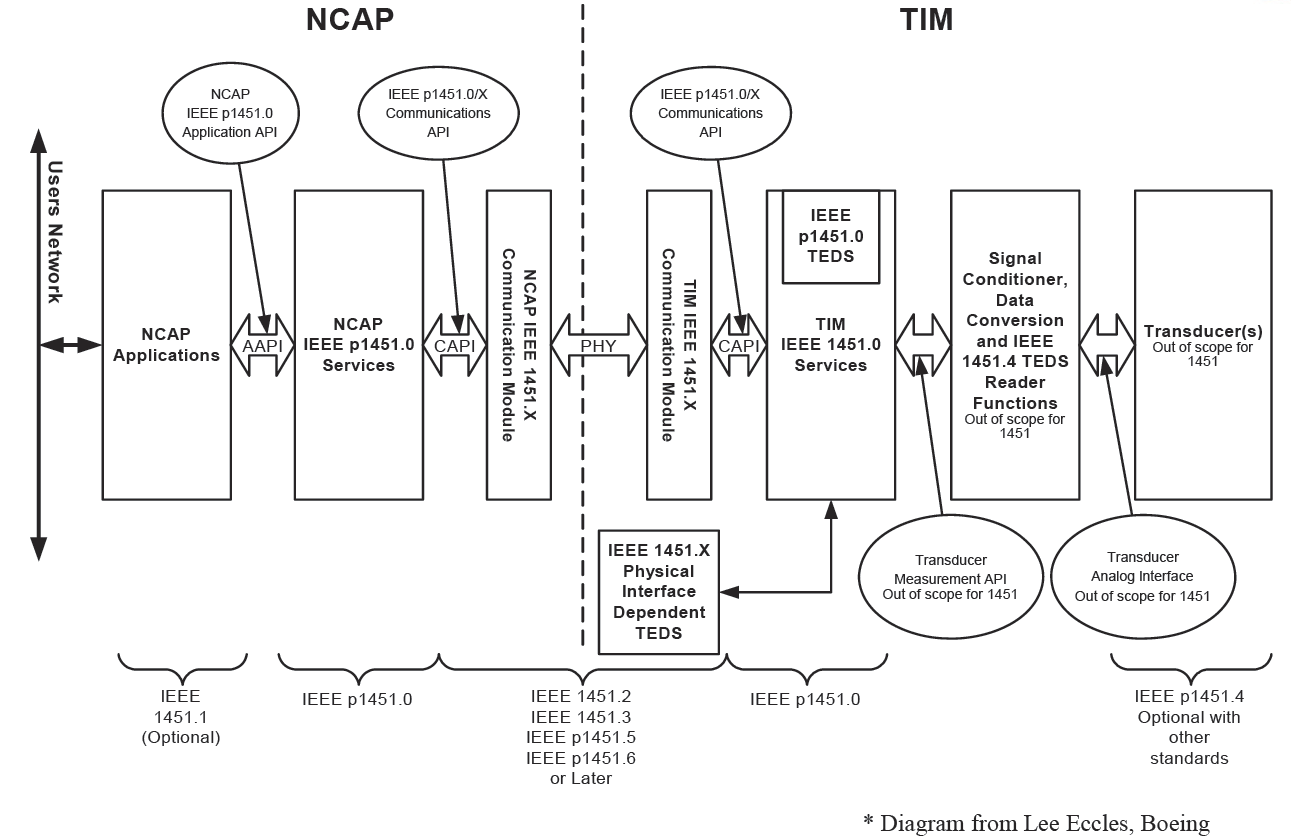 NCAP
TIM
NCAP
IEEE p1451.0
Application API
IEEE p1451.0/X
Communications
API
IEEE p1451.0/X
Communications
API
Users Network
NCAP
Applications
AAPI
NCAP
IEEE p1451.0
Services
CAPI
NCAP IEEE 1451.X
Communication Module
PHY
TIM IEEE 1451.X
Communication Module
CAPI
IEEE
p1451.0
TEDS
TIM
IEEE 1451.0
Services
Signal
Conditioner,
Data
Conversion
and IEEE
1451.4 TEDS
Reader
Functions
Out of scope for
1451
Transducer(s)
Out of scope for
1451
IEEE 1451.X
Physical
Interface
Dependent
TEDS
Transducer
Measurement API
Out of scope for 1451
Transducer
Analog Interface
Out of scope for 1451
IEEE
1451.1
(Optional)
IEEE p1451.0
IEEE 1451.2
IEEE 1451.3
IEEE p1451.5
IEEE p1451.6
or Later
IEEE p1451.0
IEEE p1451.4
Optional with
other
standards
* Diagram from Lee Eccles, Boeing